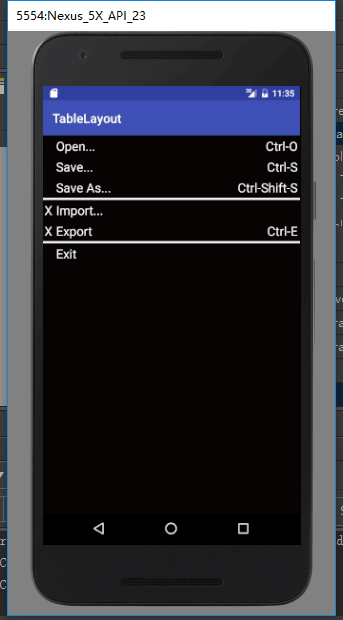 5554:Nexus_5X_API_23
11:35
TableLayout
Open... Ctrl-O
Save... Ctrl-S
Save As... Ctrl-Shift-S
X Import...
X Export Ctrl-E
Exit